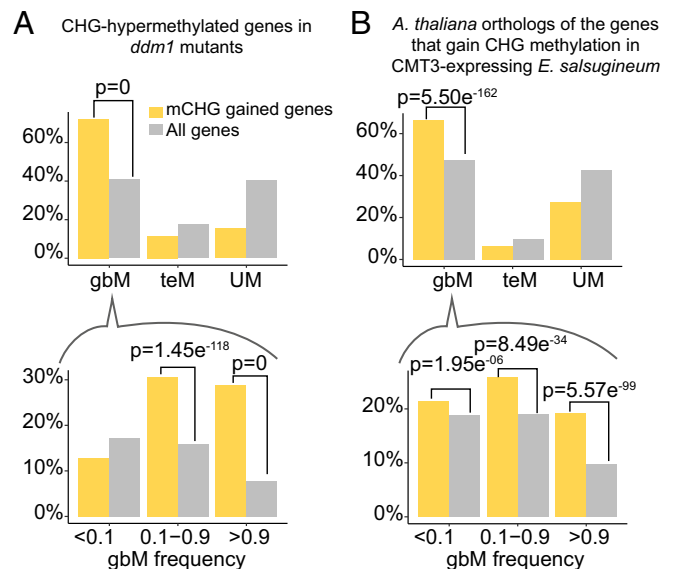 A
CHG-hypermethylated genes in
ddm1 mutants
p=0
mCHG gained genes
All genes
60%
40%
20%
0%
gbM teM UM
p=1.45e-118
p=0
30%
20%
10%
0%
<0.1 0.1–0.9 >0.9
gbM frequency
B
A. thaliana orthologs of the genes
that gain CHG methylation in
CMT3-expressing E. salsugineum
p=5.50e-162
60%
40%
20%
0%
gbM teM UM
p=8.49e-34
p=1.95e-06
p=5.57e-99
20%
10%
0%
<0.1 0.1–0.9 >0.9
gbM frequency